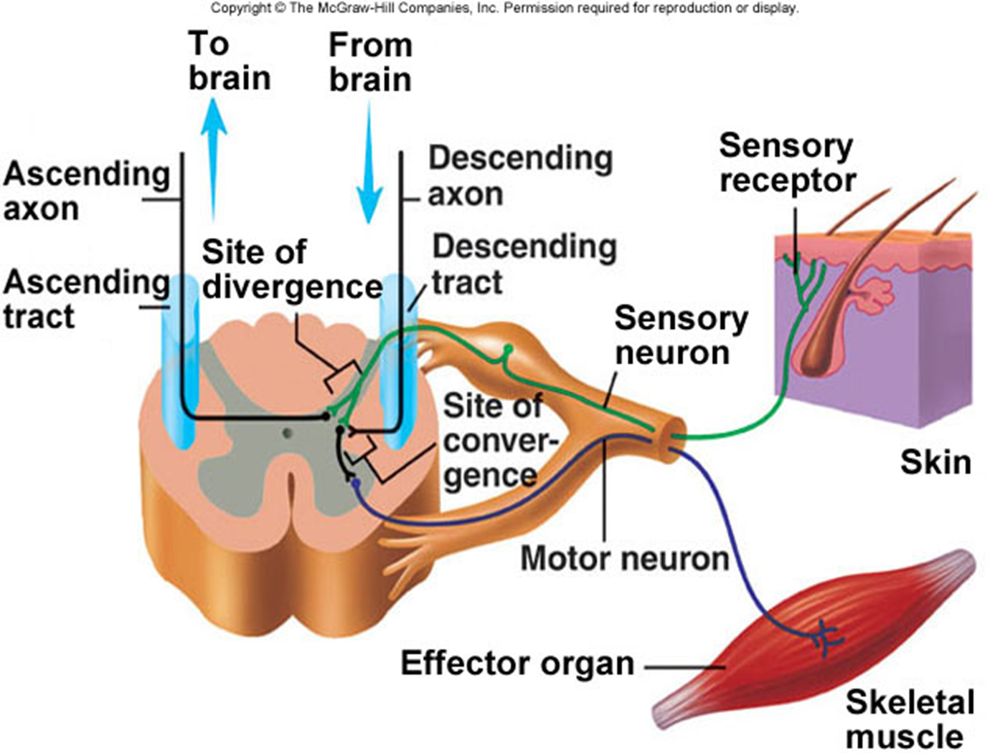 Copyright © The McGraw-Hill Companies, Inc. Permission required for reproduction or display.
To
brain
From
brain
Ascending
axon
Descending
axon
Sensory
receptor
Site of
divergence
Descending
tract
Ascending
tract
Sensory
neuron
Site of
conver-
gence
Skin
Motor neuron
Effector organ
Skeletal
muscle